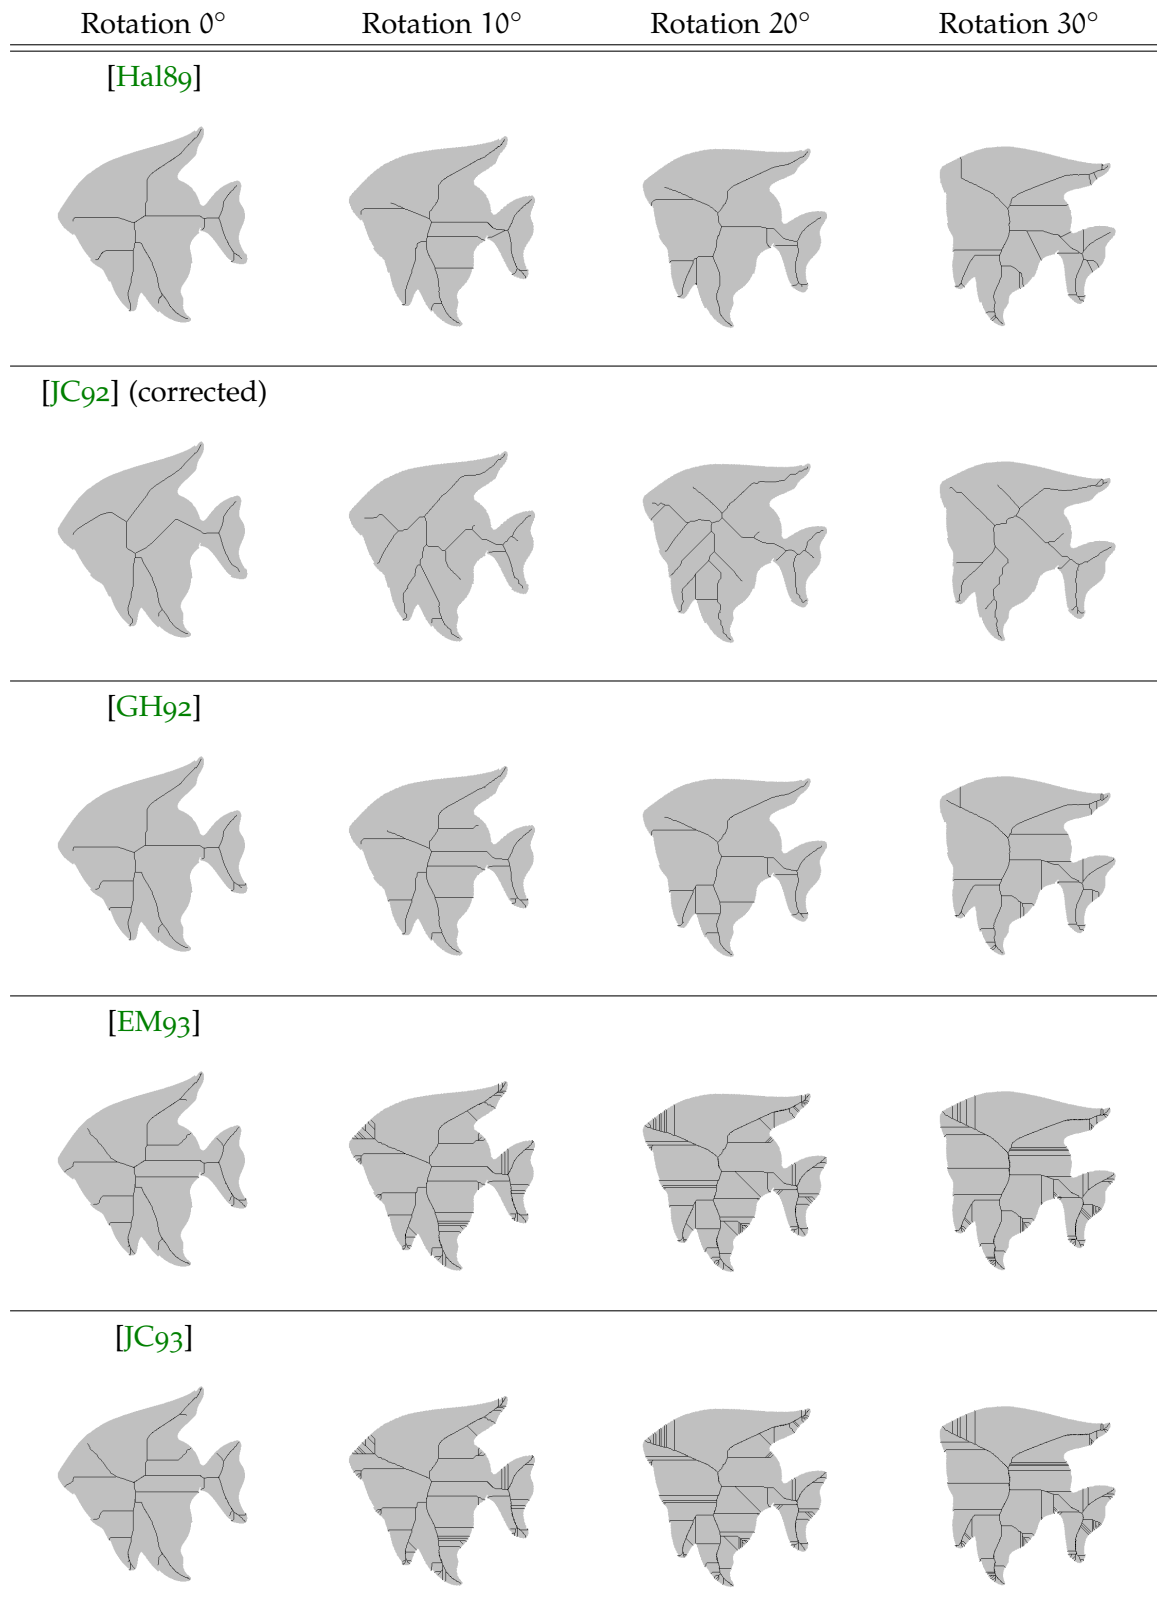 Rotation 0° Rotation 10° Rotation 20° Rotation 30°
[Hal89]
[JC92] (corrected)
[GH92]
[EM93]
[JC93]